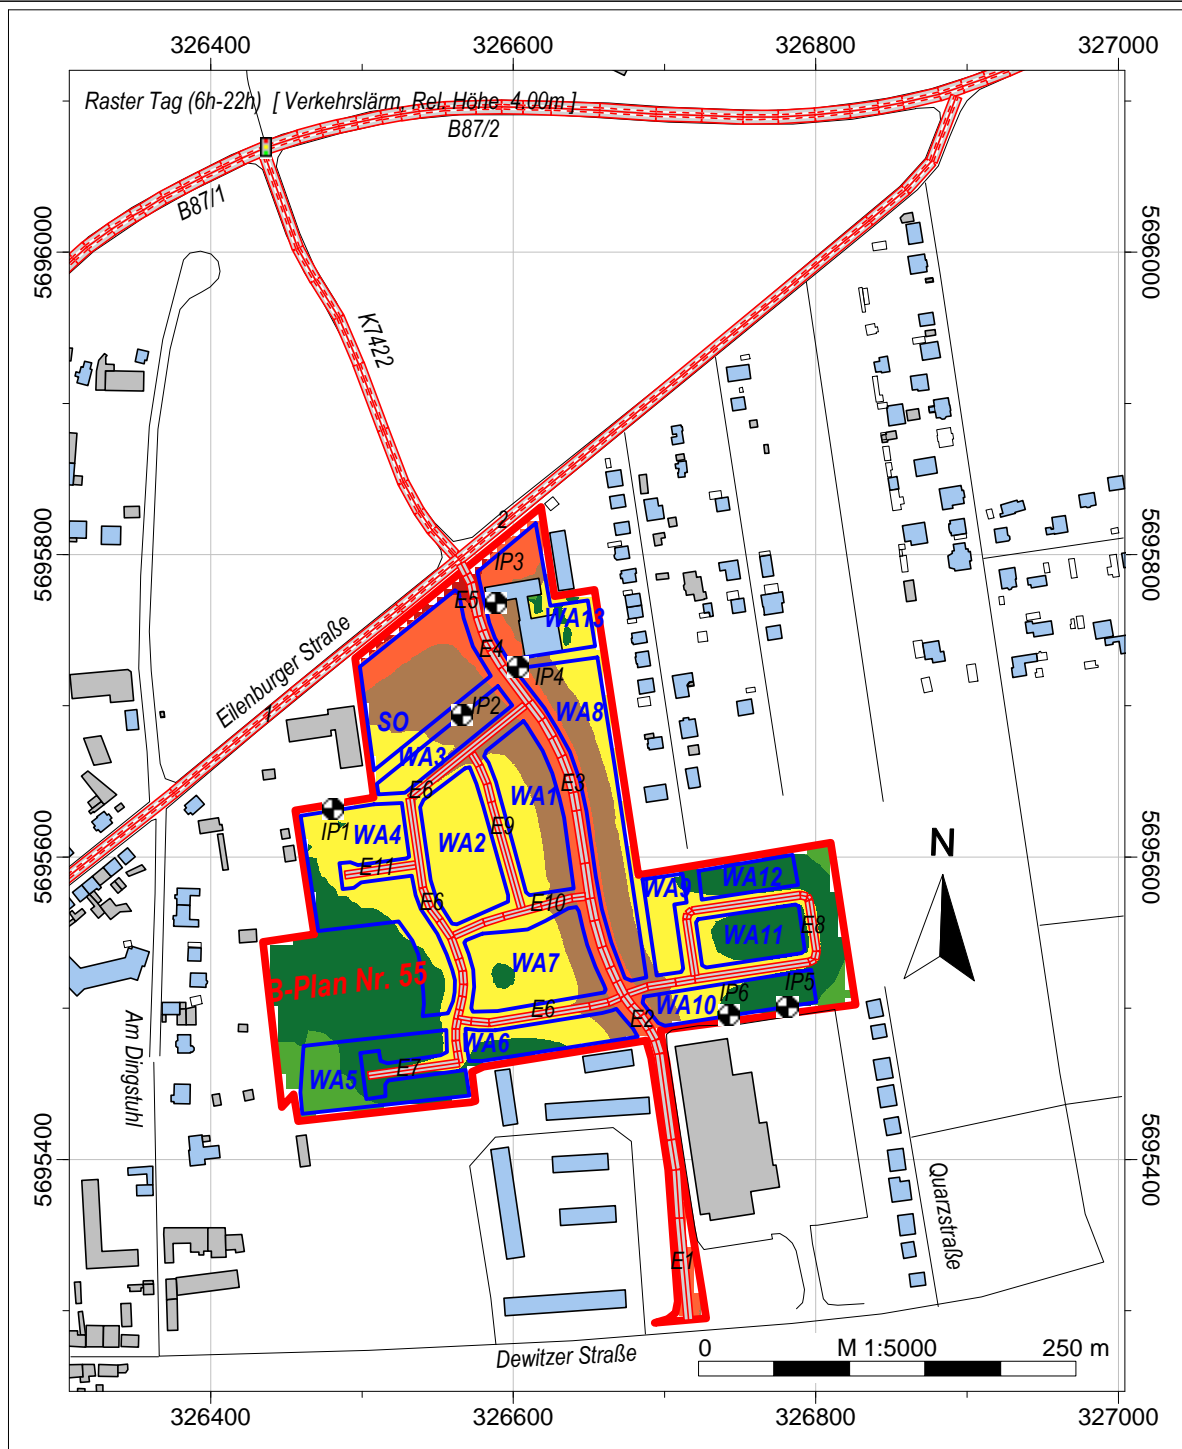 326400
326600
326800
327000
Raster Tag (6h-22h) [ Verkehrslärm, Rel. Höhe 4.00m ]
B87/2
B87/1
5696000
5696000
K7422
2
5695800
5695800
IP3
E5
WA13
E4
IP4
Eilenburger Straße
1
IP2
SO
WA8
WA3
E6
E3
WA1
IP1
WA4
E9
WA2
N
5695600
5695600
E11
WA9
WA12
E6
E10
E8
WA11
WA7
B-Plan Nr. 55
IP5
IP6
WA10
E6
E2
WA6
Am Dingstuhl
E7
WA5
5695400
5695400
Quarzstraße
E1
Dewitzer Straße
0
M 1:5000
250 m
326400
326600
326800
327000